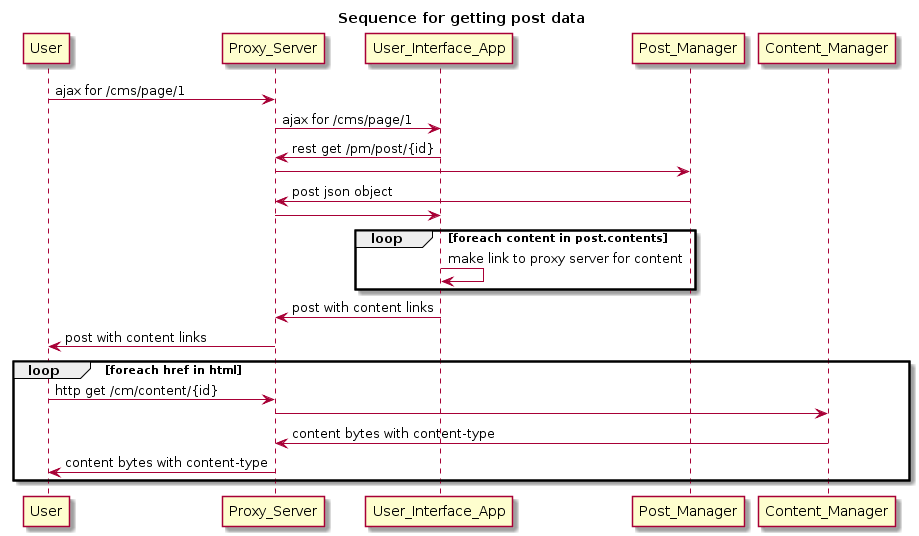 Sequence for getting post data
User
Proxy_Server
User_Interface_App
Post_Manager
Content_Manager
ajax for /cms/page/1
ajax for /cms/page/1
rest get /pm/post/{id}
post json object
loop [foreach content in post.contents]
make link to proxy server for content
post with content links
post with content links
loop [foreach href in html]
http get /cm/content/{id}
content bytes with content-type
content bytes with content-type
User
Proxy_Server
User_Interface_App
Post_Manager
Content_Manager